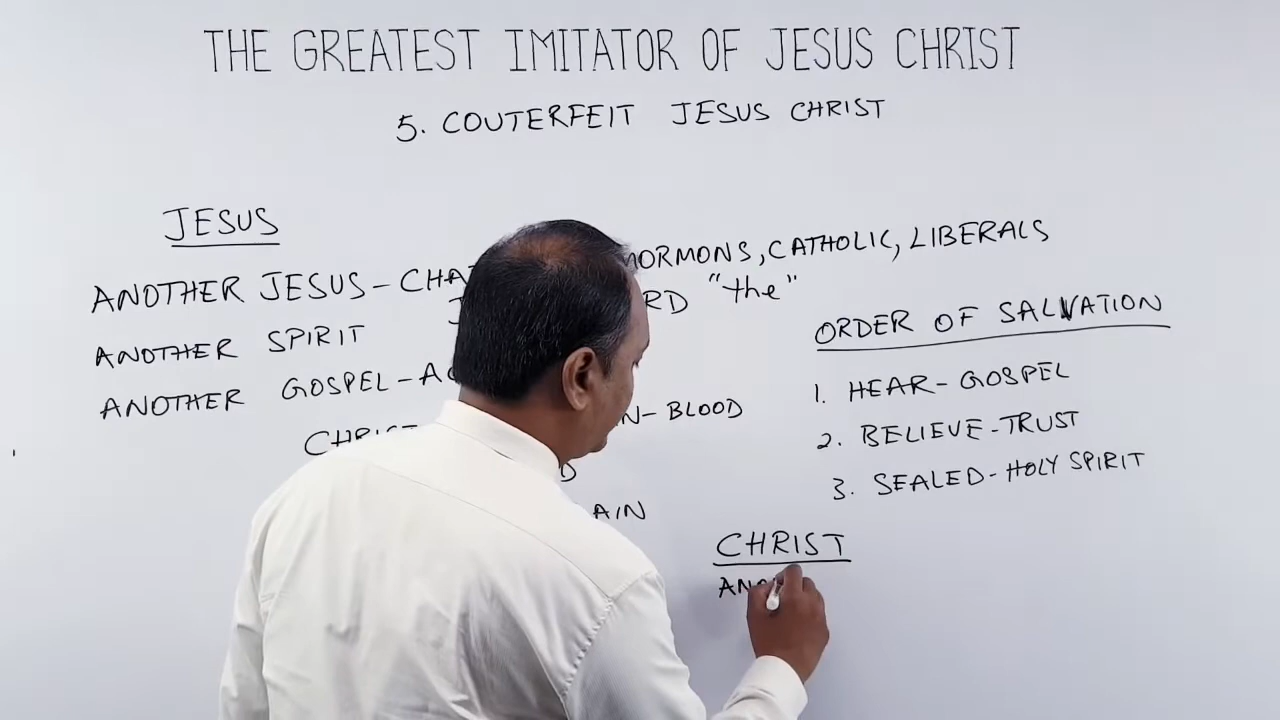 THE GREATEST IMITATOR OF JESUS CHRIST
5. COUTERFEIT JESUS CHRIST
JESUS
ANOTHER JESUS - MORMONS, CATHOLIC, LIBERALS
"the"
ANOTHER SPIRIT
ANOTHER GOSPEL - BLOOD
ORDER OF SALVATION
1. HEAR - GOSPEL
2. BELIEVE - TRUST
3. SEALED - HOLY SPIRIT
CHRIST